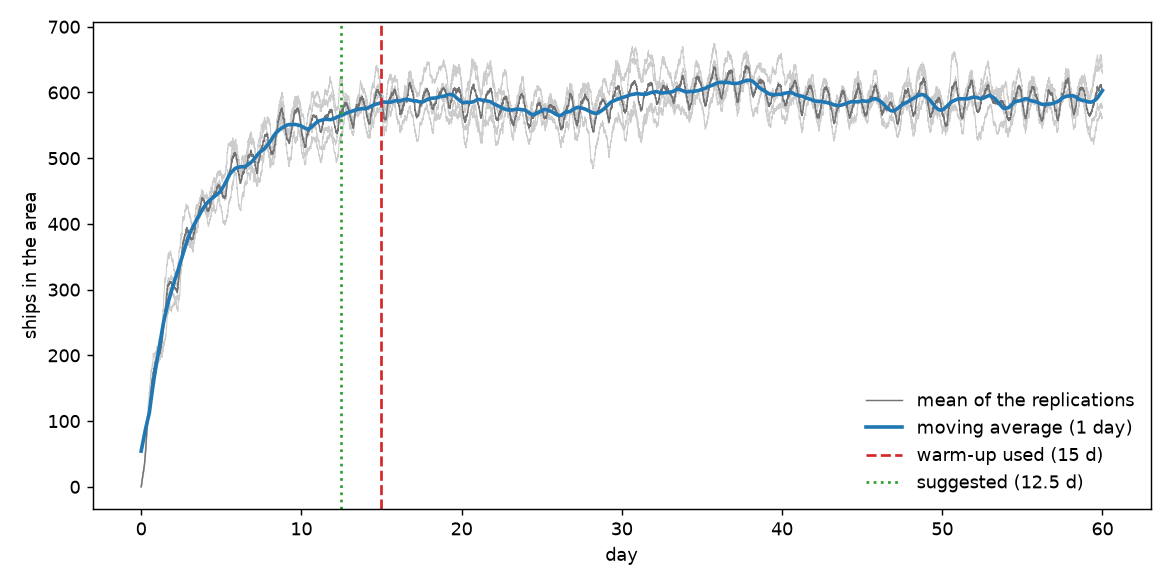 700
600
500
400
300
200
100
0
ships in the area
mean of the replications
moving average (1 day)
warm-up used (15 d)
suggested (12.5 d)
0 10 20 30 40 50 60
day